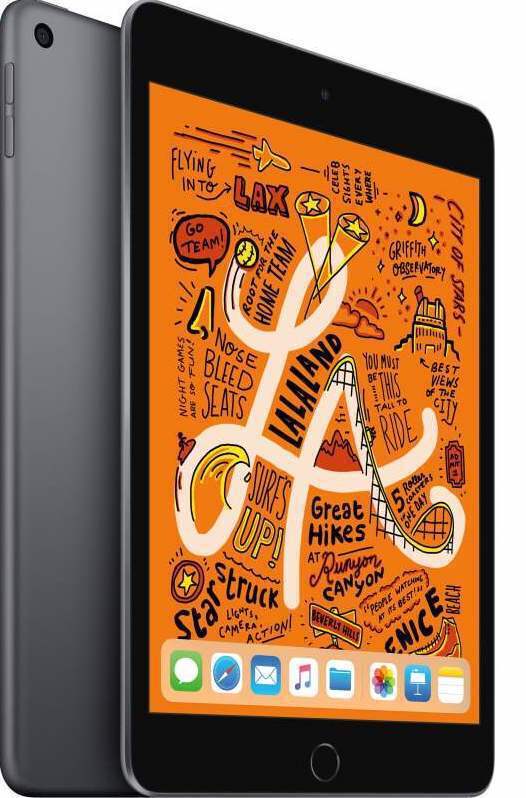 FLYING
INTO → LAX
CELEB
SIGHTS
EVERY
WHERE
CITY OF STARS -
GO
TEAM!
ROOT FOR THE
HOME TEAM
GRIFFITH
OBSERVATORY
NIGHT GAMES
ARE SO FUN!
NOSE
BLEED
SEATS
LALALAND
YOU MUST
BE THIS
TALL TO
RIDE
BEST
VIEWS
OF THE
CITY
AD
MIT
SURF'S
UP!
Great
HIKES
AT Runyon
CANYON
5 Roller
COASTERS
ONE DAY
Star struck
LIGHTS,
CAMERA
ACTION!
BEVERLY HILLS
"PEOPLE WATCHING
AT ITS BEST!"
ENICE
BEACH